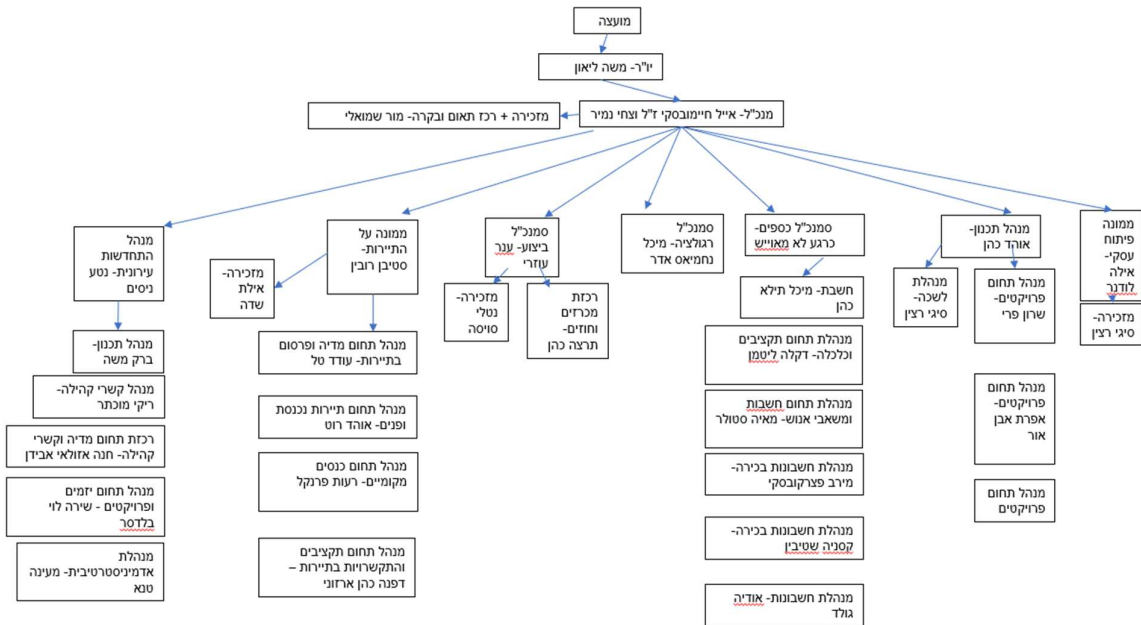 מועצה
יו"ר- משה ליאון
מנכ"ל- אייל חיימובסקי ז"ל וצחי נמיר
מזכירה + רכז תאום ובקרה- מור שמואלי
ממונה
פיתוח
עסקי-
אילה
לודנר
מזכירה-
סיגי רצין
מנהל תכנון-
אוהד כהן
מנהלת
לשכה-
סיגי רצין
מנהל תחום
פרויקטים-
שרון פרי
מנהל תחום
פרויקטים-
אפרת אבן
אור
מנהל תחום
פרויקטים
סמנכ"ל כספים-
כרגע לא מאוייש
חשבת- מיכל תילא
כהן
מנהלת תחום תקציבים
וכלכלה- דקלה ליטמן
מנהלת תחום חשבות
ומשאבי אנוש- מאיה סטולר
מנהלת חשבונות בכירה-
מירב פצרקובסקי
מנהלת חשבונות בכירה-
קסניה שטיבין
מנהלת חשבונות- אודיה
גולד
סמנכ"ל
רגולציה- מיכל
נחמיאס אדר
סמנכ"ל
ביצוע- ענר
עוזרי
מזכירה-
נטלי
סויסה
רכזת
מכרזים
וחוזים-
תרצה כהן
ממונה על
התיירות-
סטיבן רובין
מזכירה-
אילת
שדה
מנהל תחום מדיה ופרסום
בתיירות- עודד טל
מנהל תחום תיירות נכנסת
ופנים- אוהד רוט
מנהל תחום כנסים
מקומיים- רעות פרנקל
מנהל תחום תקציבים
והתקשרויות בתיירות –
דפנה כהן ארזוני
מנהל
התחדשות
עירונית- נטע
ניסים
מנהל תכנון-
ברק משה
מנהל קשרי קהילה-
ריקי מוכתר
רכזת תחום מדיה וקשרי
קהילה- חנה אזולאי אבידן
מנהל תחום יזמים
ופרויקטים - שירה לוי
בלדסר
מנהלת
אדמיניסטרטיבית- מעינה
טנא